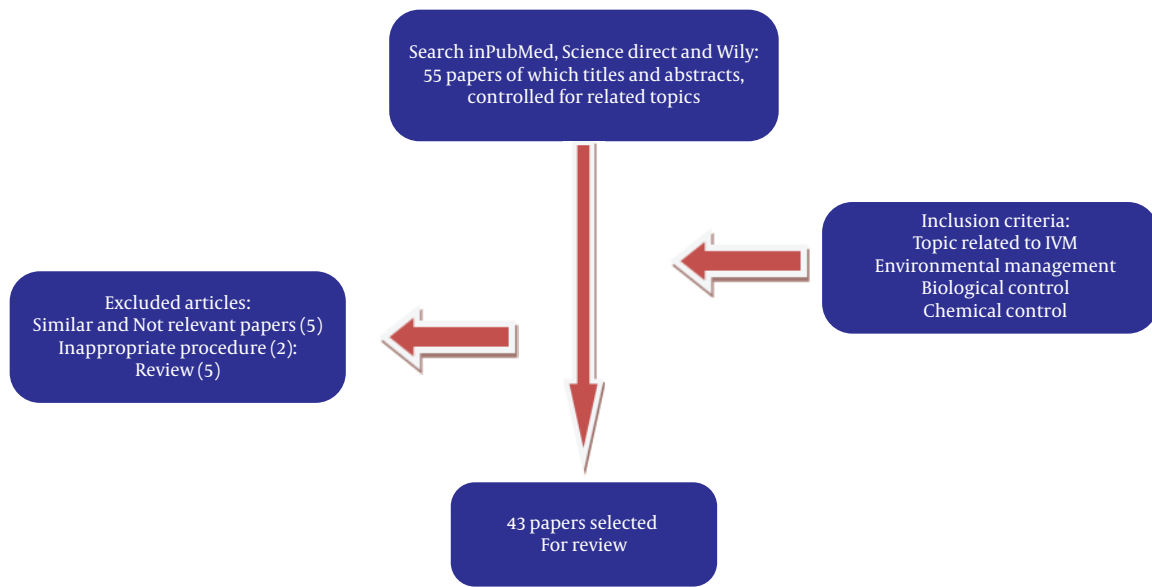 Search inPubMed, Science direct and Wily:
55 papers of which titles and abstracts,
controlled for related topics
Inclusion criteria:
Topic related to IVM
Environmental management
Biological control
Chemical control
Excluded articles:
Similar and Not relevant papers (5)
Inappropriate procedure (2):
Review (5)
43 papers selected
For review